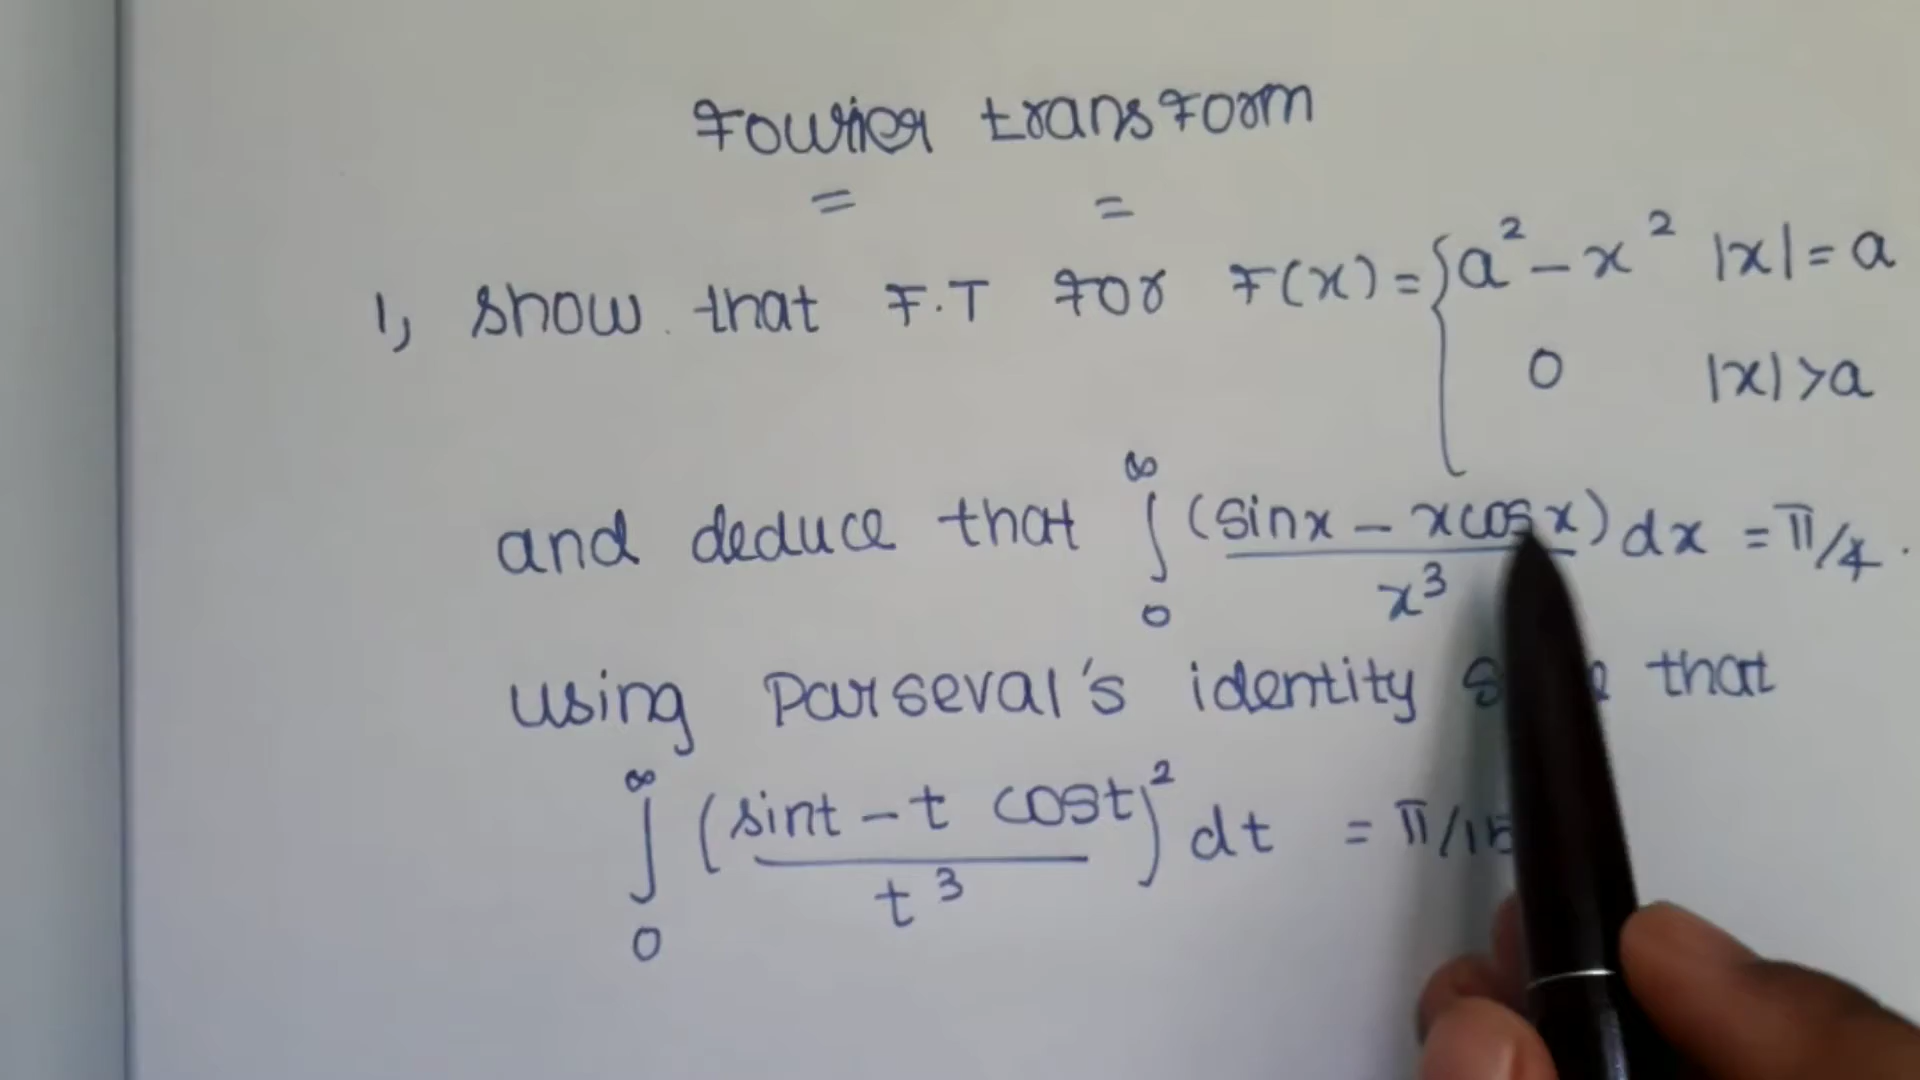 Fourier transform
1, show that F.T for F(x) = { a² - x² |x| = a
0 |x| > a
and deduce that ∫₀^∞ (sinx - xcosx)/x³ dx = π/4.
using Parseval's identity that
∫₀^∞ (sint - t cost / t³)² dt = π/15